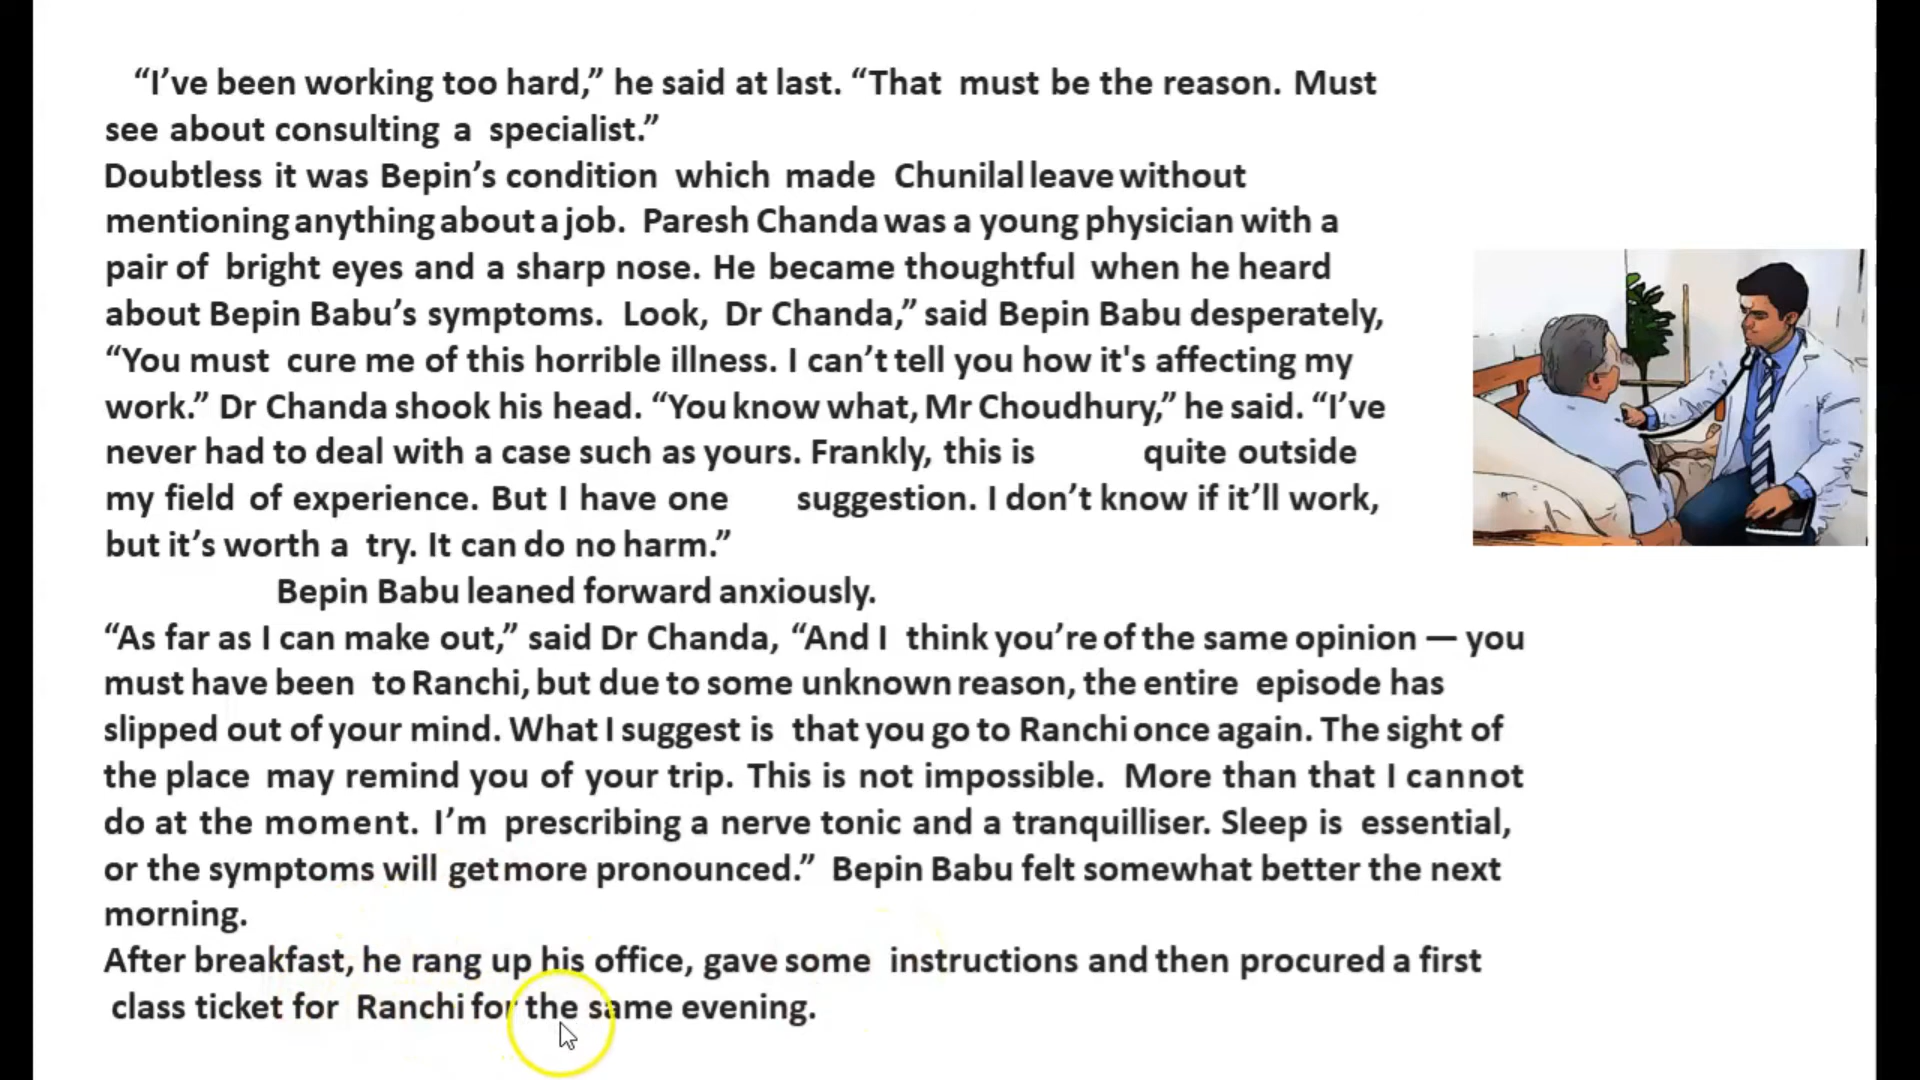 “I’ve been working too hard,” he said at last. “That must be the reason. Must
see about consulting a specialist.”
Doubtless it was Bepin’s condition which made Chunilal leave without
mentioning anything about a job. Paresh Chanda was a young physician with a
pair of bright eyes and a sharp nose. He became thoughtful when he heard
about Bepin Babu’s symptoms. Look, Dr Chanda,” said Bepin Babu desperately,
“You must cure me of this horrible illness. I can’t tell you how it's affecting my
work.” Dr Chanda shook his head. “You know what, Mr Choudhury,” he said. “I’ve
never had to deal with a case such as yours. Frankly, this is quite outside
my field of experience. But I have one suggestion. I don’t know if it’ll work,
but it’s worth a try. It can do no harm.”
Bepin Babu leaned forward anxiously.
“As far as I can make out,” said Dr Chanda, “And I think you’re of the same opinion — you
must have been to Ranchi, but due to some unknown reason, the entire episode has
slipped out of your mind. What I suggest is that you go to Ranchi once again. The sight of
the place may remind you of your trip. This is not impossible. More than that I cannot
do at the moment. I’m prescribing a nerve tonic and a tranquilliser. Sleep is essential,
or the symptoms will get more pronounced.” Bepin Babu felt somewhat better the next
morning.
After breakfast, he rang up his office, gave some instructions and then procured a first
class ticket for Ranchi for the same evening.